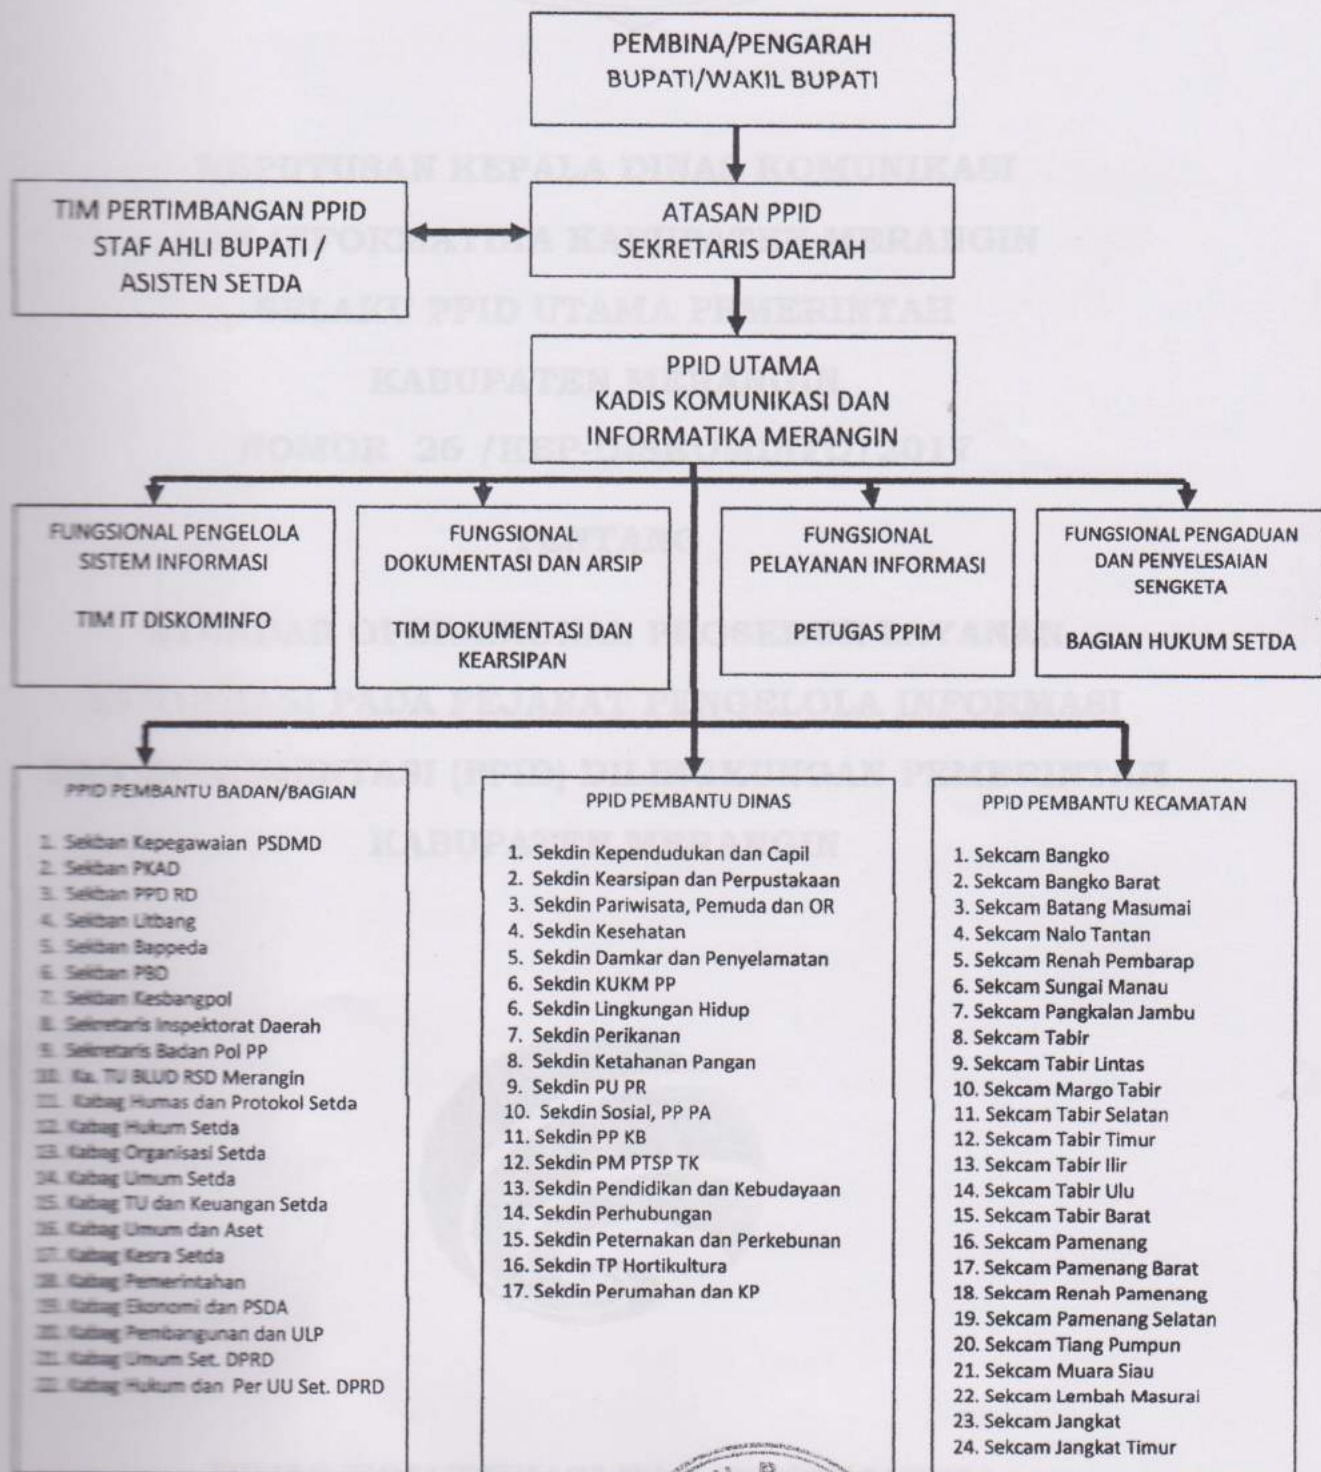 PEMBINA/PENGARAH
BUPATI/WAKIL BUPATI
TIM PERTIMBANGAN PPID
STAF AHLI BUPATI /
ASISTEN SETDA
ATASAN PPID
SEKRETARIS DAERAH
PPID UTAMA
KADIS KOMUNIKASI DAN
INFORMATIKA MERANGIN
FUNGSIONAL PENGELOLA
SISTEM INFORMASI
TIM IT DISKOMINFO
FUNGSIONAL
DOKUMENTASI DAN ARSIP
TIM DOKUMENTASI DAN
KEARSIPAN
FUNGSIONAL
PELAYANAN INFORMASI
PETUGAS PPIM
FUNGSIONAL PENGADUAN
DAN PENYELESAIAN
SENGKETA
BAGIAN HUKUM SETDA
PPID PEMBANTU BADAN/BAGIAN
1. Sekban Kepegawaian PSDMD
2. Sekban PKAD
3. Sekban PPD RD
4. Sekban Litbang
5. Sekban Bappeda
6. Sekban PBD
7. Sekban Kesbangpol
8. Sekretaris Inspektorat Daerah
9. Sekretaris Badan Pol PP
10. Ka. TU BLUD RSD Merangin
11. Kabag Humas dan Protokol Setda
12. Kabag Hukum Setda
13. Kabag Organisasi Setda
14. Kabag Umum Setda
15. Kabag TU dan Keuangan Setda
16. Kabag Umum dan Aset
17. Kabag Kesra Setda
18. Kabag Pemerintahan
19. Kabag Ekonomi dan PSDA
20. Kabag Pembangunan dan ULP
21. Kabag Umum Set. DPRD
22. Kabag Hukum dan Per UU Set. DPRD
PPID PEMBANTU DINAS
1. Sekdin Kependudukan dan Capil
2. Sekdin Kearsipan dan Perpustakaan
3. Sekdin Pariwisata, Pemuda dan OR
4. Sekdin Kesehatan
5. Sekdin Damkar dan Penyelamatan
6. Sekdin KUKM PP
6. Sekdin Lingkungan Hidup
7. Sekdin Perikanan
8. Sekdin Ketahanan Pangan
9. Sekdin PU PR
10. Sekdin Sosial, PP PA
11. Sekdin PP KB
12. Sekdin PM PTSP TK
13. Sekdin Pendidikan dan Kebudayaan
14. Sekdin Perhubungan
15. Sekdin Peternakan dan Perkebunan
16. Sekdin TP Hortikultura
17. Sekdin Perumahan dan KP
PPID PEMBANTU KECAMATAN
1. Sekcam Bangko
2. Sekcam Bangko Barat
3. Sekcam Batang Masumai
4. Sekcam Nalo Tantan
5. Sekcam Renah Pembarap
6. Sekcam Sungai Manau
7. Sekcam Pangkalan Jambu
8. Sekcam Tabir
9. Sekcam Tabir Lintas
10. Sekcam Margo Tabir
11. Sekcam Tabir Selatan
12. Sekcam Tabir Timur
13. Sekcam Tabir Ilir
14. Sekcam Tabir Ulu
15. Sekcam Tabir Barat
16. Sekcam Pamenang
17. Sekcam Pamenang Barat
18. Sekcam Renah Pamenang
19. Sekcam Pamenang Selatan
20. Sekcam Tiang Pumpun
21. Sekcam Muara Siau
22. Sekcam Lembah Masurai
23. Sekcam Jangkat
24. Sekcam Jangkat Timur